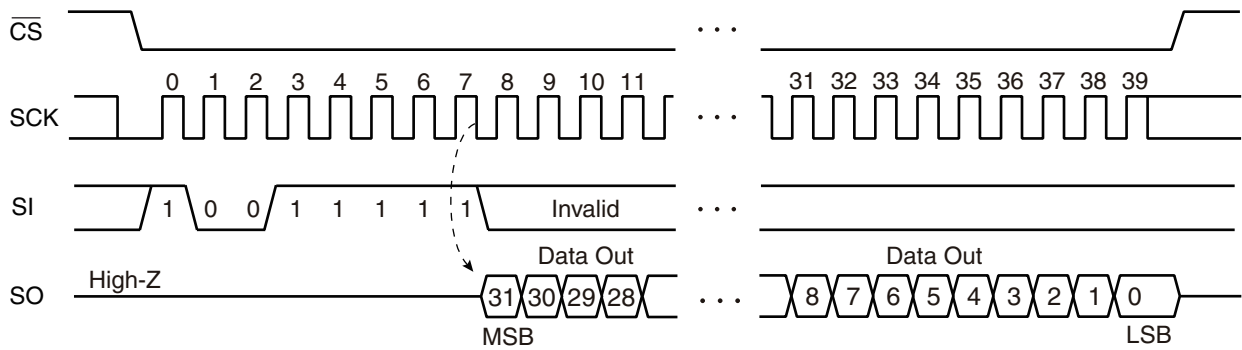 CS
. . .
0 1 2 3 4 5 6 7 8 9 10 11 31 32 33 34 35 36 37 38 39
SCK
. . .
SI 1 0 0 1 1 1 1 1 Invalid . . .
Data Out Data Out
High-Z
SO 31 30 29 28 . . . 8 7 6 5 4 3 2 1 0
MSB LSB